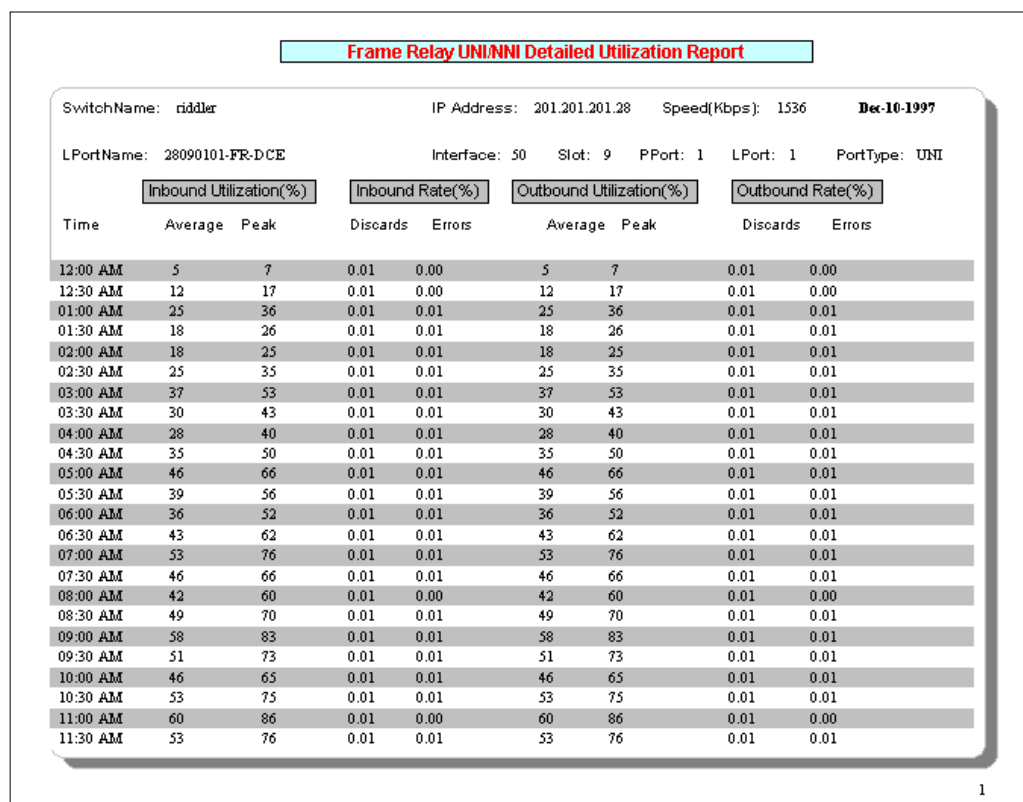 Frame Relay UNI/NNI Detailed Utilization Report
SwitchName: riddler IP Address: 201.201.201.28 Speed(Kbps): 1536 Dec-10-1997
LPortName: 28090101-FR-DCE Interface: 50 Slot: 9 PPort: 1 LPort: 1 PortType: UNI
Inbound Utilization(%) Inbound Rate(%) Outbound Utilization(%) Outbound Rate(%)
Time Average Peak Discards Errors Average Peak Discards Errors
12:00 AM 5 7 0.01 0.00 5 7 0.01 0.00
12:30 AM 12 17 0.01 0.00 12 17 0.01 0.00
01:00 AM 25 36 0.01 0.01 25 36 0.01 0.01
01:30 AM 18 26 0.01 0.01 18 26 0.01 0.01
02:00 AM 18 25 0.01 0.01 18 25 0.01 0.01
02:30 AM 25 35 0.01 0.01 25 35 0.01 0.01
03:00 AM 37 53 0.01 0.01 37 53 0.01 0.01
03:30 AM 30 43 0.01 0.01 30 43 0.01 0.01
04:00 AM 28 40 0.01 0.01 28 40 0.01 0.01
04:30 AM 35 50 0.01 0.01 35 50 0.01 0.01
05:00 AM 46 66 0.01 0.01 46 66 0.01 0.01
05:30 AM 39 56 0.01 0.01 39 56 0.01 0.01
06:00 AM 36 52 0.01 0.01 36 52 0.01 0.01
06:30 AM 43 62 0.01 0.01 43 62 0.01 0.01
07:00 AM 53 76 0.01 0.01 53 76 0.01 0.01
07:30 AM 46 66 0.01 0.01 46 66 0.01 0.01
08:00 AM 42 60 0.01 0.00 42 60 0.01 0.00
08:30 AM 49 70 0.01 0.01 49 70 0.01 0.01
09:00 AM 58 83 0.01 0.01 58 83 0.01 0.01
09:30 AM 51 73 0.01 0.01 51 73 0.01 0.01
10:00 AM 46 65 0.01 0.01 46 65 0.01 0.01
10:30 AM 53 75 0.01 0.01 53 75 0.01 0.01
11:00 AM 60 86 0.01 0.00 60 86 0.01 0.00
11:30 AM 53 76 0.01 0.01 53 76 0.01 0.01
1